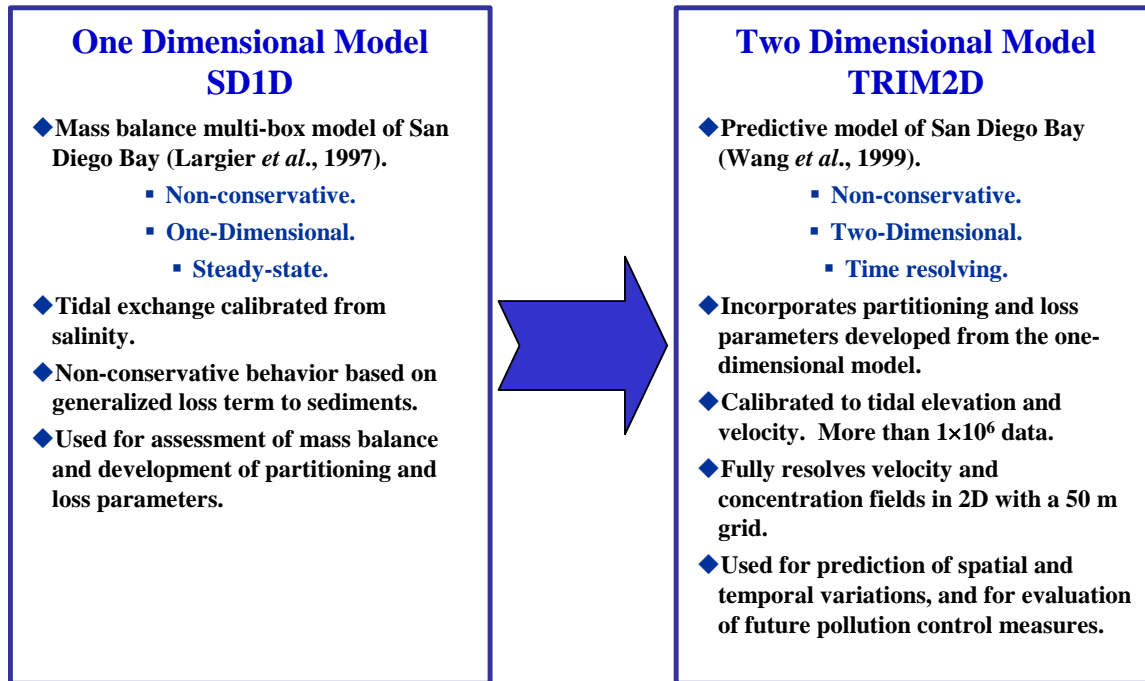 One Dimensional Model
SD1D
◆Mass balance multi-box model of San
Diego Bay (Largier et al., 1997).
▪ Non-conservative.
▪ One-Dimensional.
▪ Steady-state.
◆Tidal exchange calibrated from
salinity.
◆Non-conservative behavior based on
generalized loss term to sediments.
◆Used for assessment of mass balance
and development of partitioning and
loss parameters.
Two Dimensional Model
TRIM2D
◆Predictive model of San Diego Bay
(Wang et al., 1999).
▪ Non-conservative.
▪ Two-Dimensional.
▪ Time resolving.
◆Incorporates partitioning and loss
parameters developed from the one-
dimensional model.
◆Calibrated to tidal elevation and
velocity.  More than 1×10⁶ data.
◆Fully resolves velocity and
concentration fields in 2D with a 50 m
grid.
◆Used for prediction of spatial and
temporal variations, and for evaluation
of future pollution control measures.